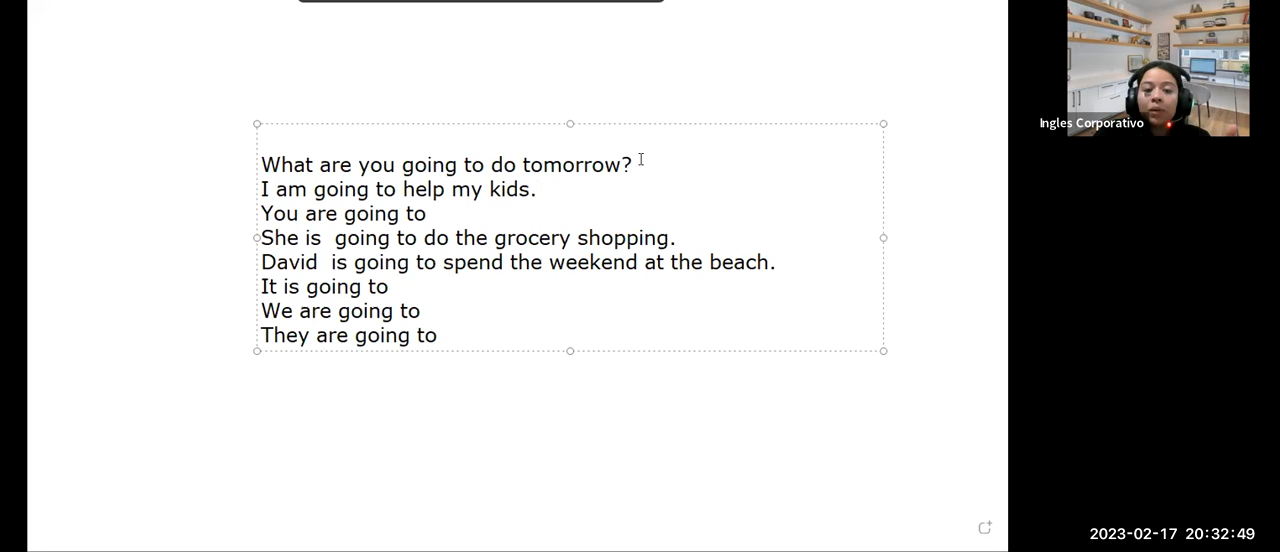 What are you going to do tomorrow?
I am going to help my kids.
You are going to
She is  going to do the grocery shopping.
David  is going to spend the weekend at the beach.
It is going to
We are going to
They are going to
Ingles Corporativo
2023-02-17 20:32:49